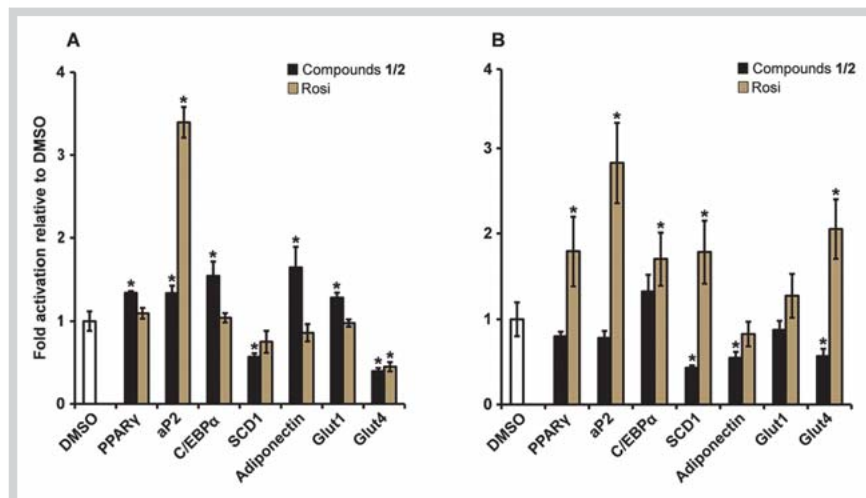 A
Compounds 1/2
Rosi
Fold activation relative to DMSO
4
3
2
1
0
*
*
*
*
*
*
*
*
*
DMSO
PPARγ
aP2
C/EBPα
SCD1
Adiponectin
Glut1
Glut4
B
Compounds 1/2
Rosi
4
3
2
1
0
*
*
*
*
*
*
*
*
DMSO
PPARγ
aP2
C/EBPα
SCD1
Adiponectin
Glut1
Glut4